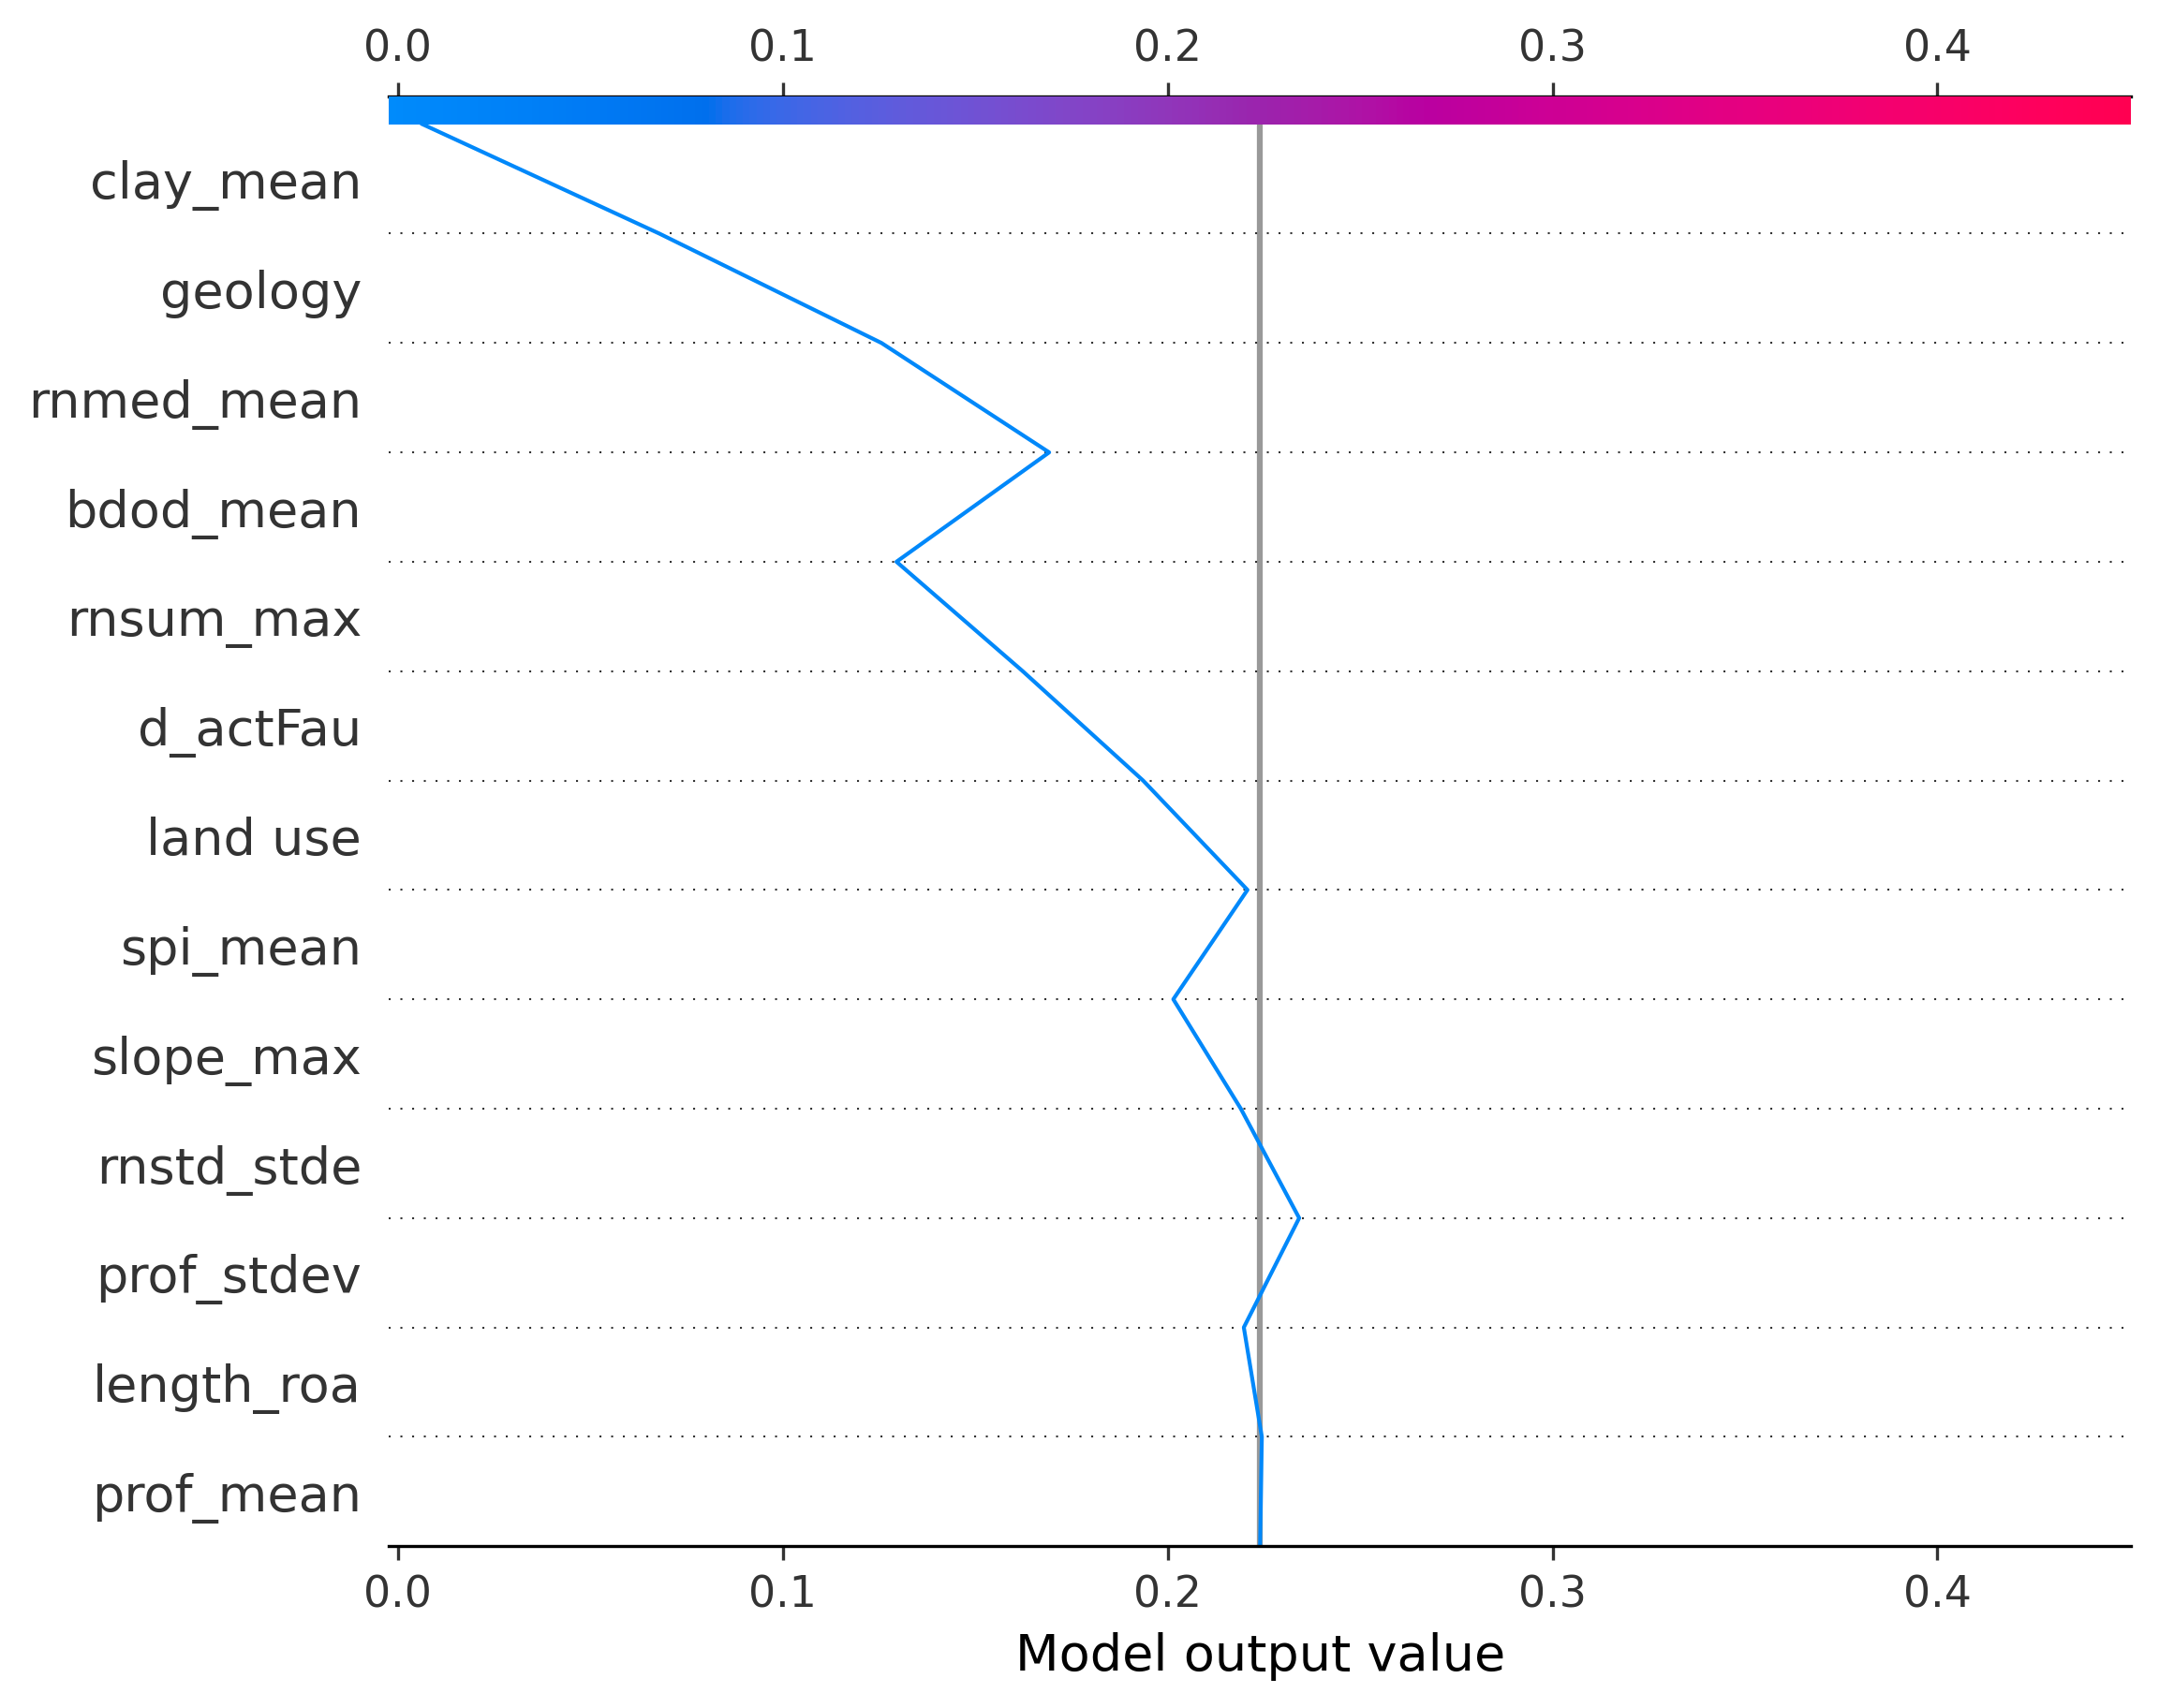 0.0 0.1 0.2 0.3 0.4
clay_mean
geology
rnmed_mean
bdod_mean
rnsum_max
d_actFau
land use
spi_mean
slope_max
rnstd_stde
prof_stdev
length_roa
prof_mean
0.0 0.1 0.2 0.3 0.4
Model output value